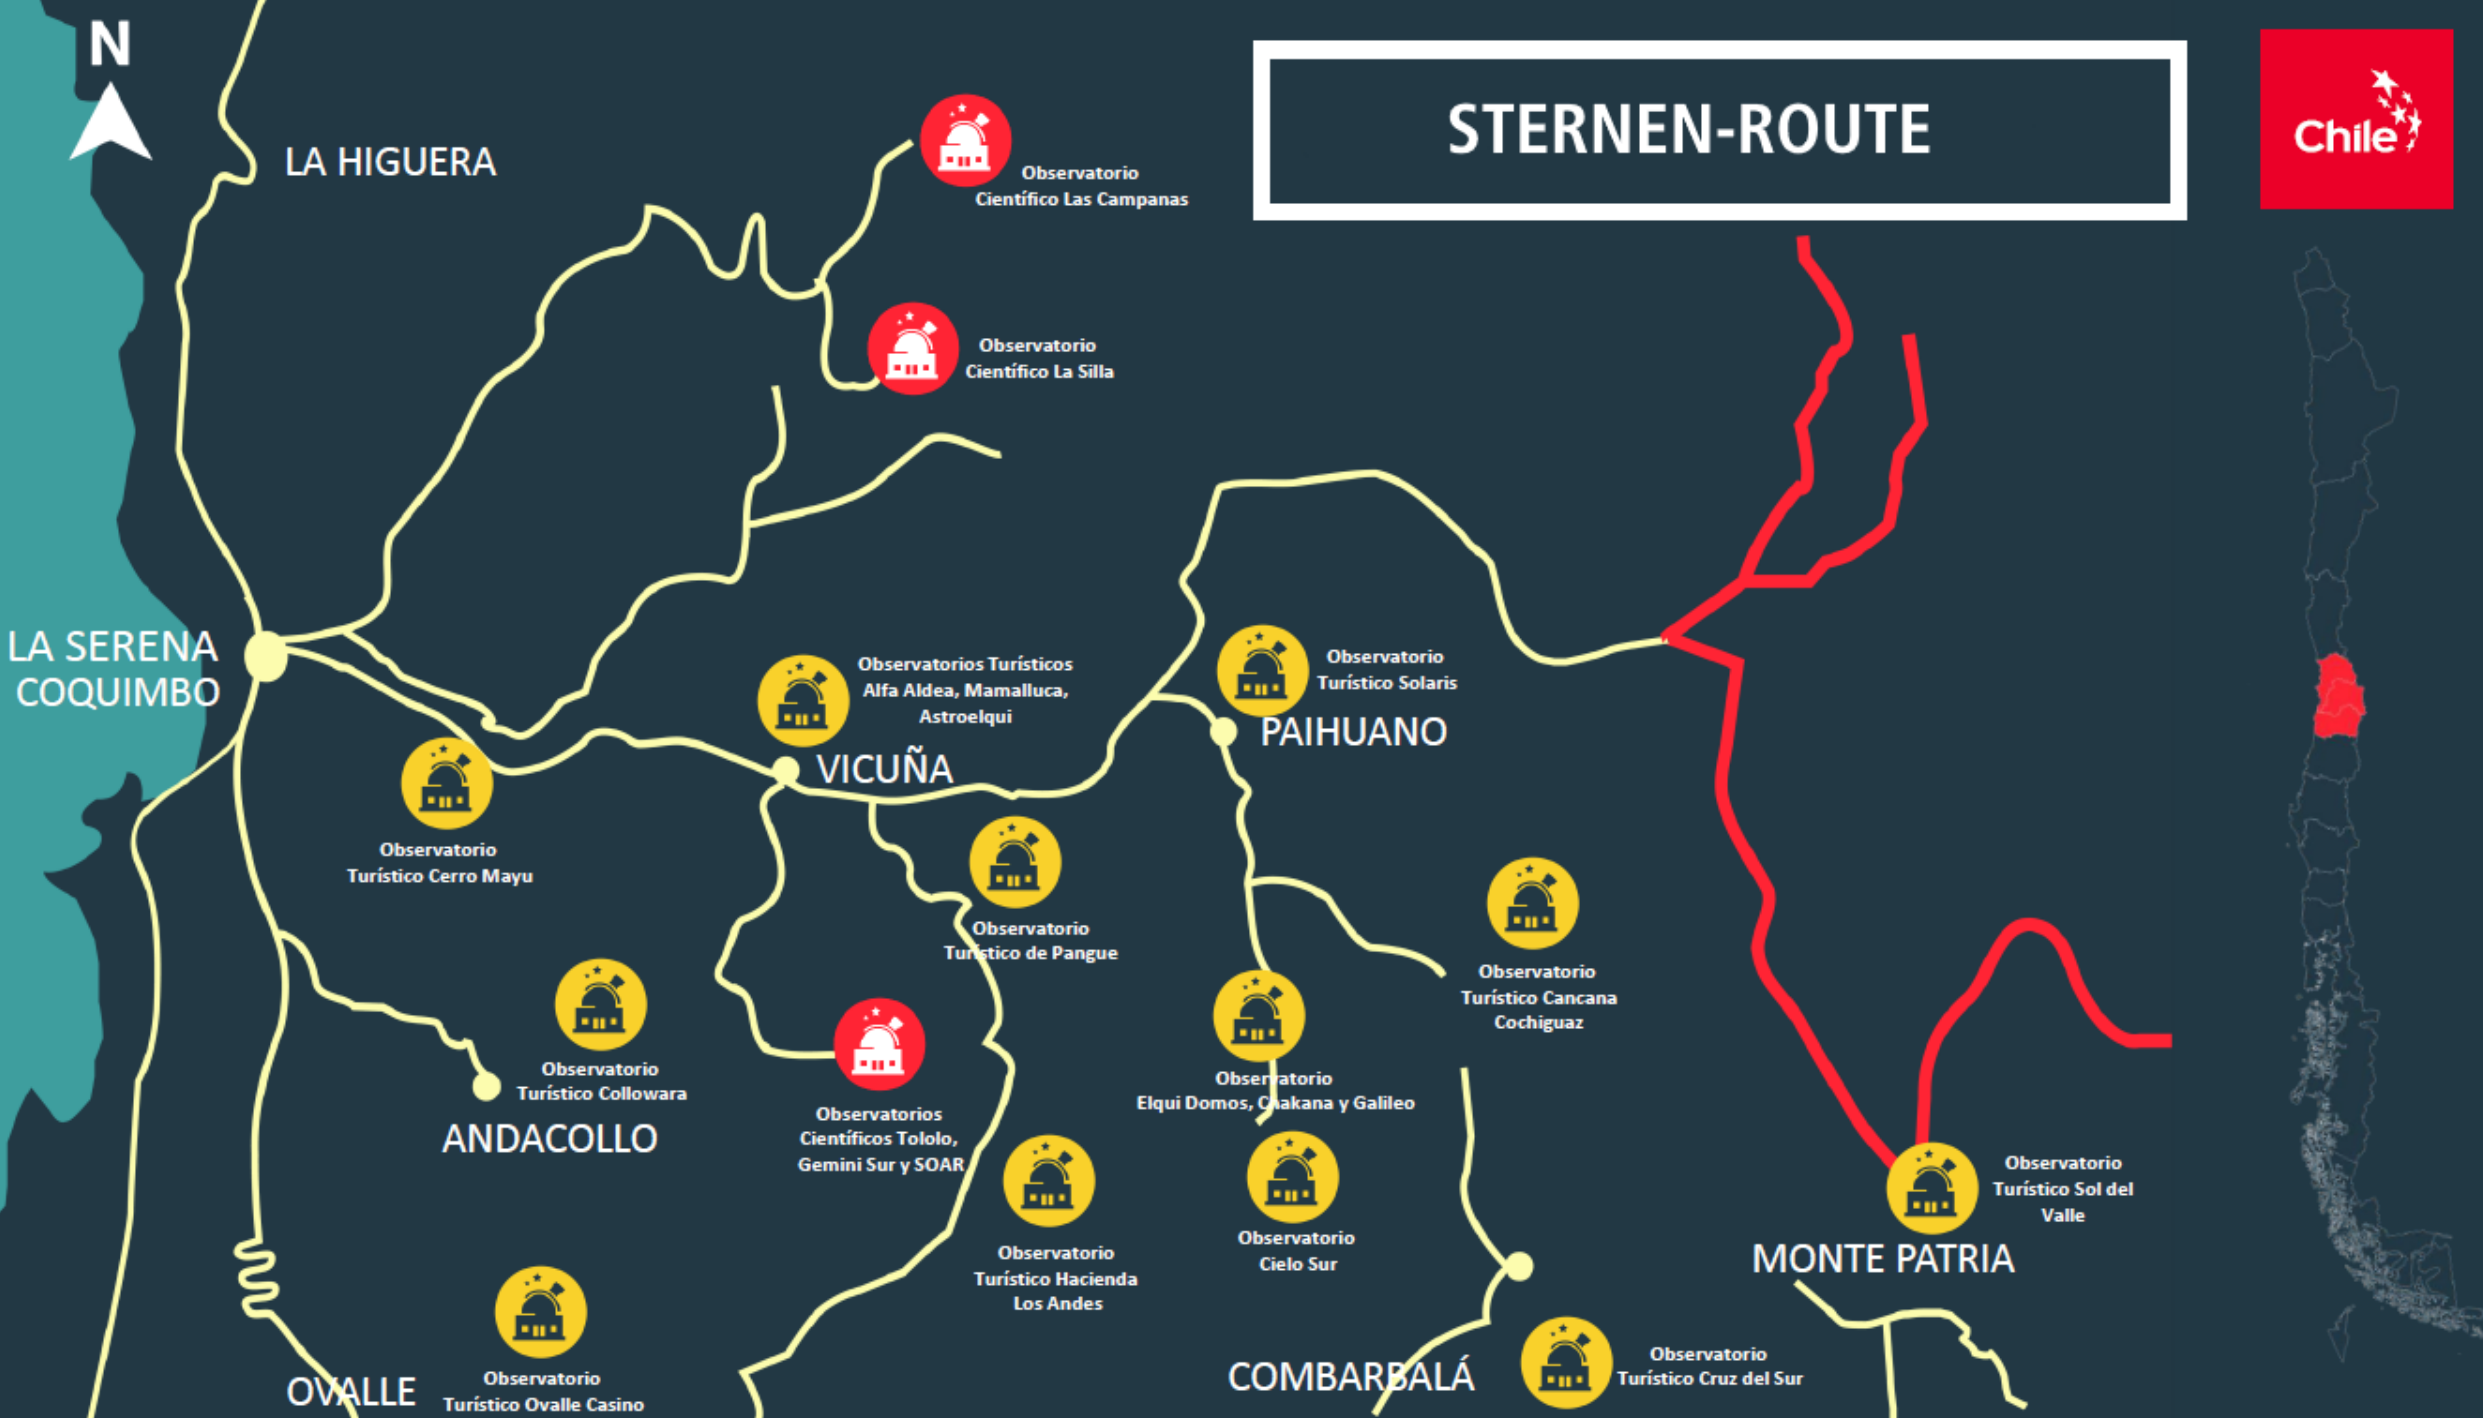 N
STERNEN-ROUTE
Chile
LA HIGUERA
Observatorio
Científico Las Campanas
Observatorio
Científico La Silla
LA SERENA
COQUIMBO
Observatorios Turísticos
Alfa Aldea, Mamalluca,
Astroelqui
VICUÑA
Observatorio
Turístico Solaris
PAIHUANO
Observatorio
Turístico Cerro Mayu
Observatorio
Turístico de Pangue
Observatorio
Turístico Cancana
Cochiguaz
Observatorio
Turístico Collowara
ANDACOLLO
Observatorios
Científicos Tololo,
Gemini Sur y SOAR
Observatorio
Elqui Domos, Chakana y Galileo
Observatorio
Turístico Hacienda
Los Andes
Observatorio
Cielo Sur
Observatorio
Turístico Sol del
Valle
MONTE PATRIA
OVALLE
Observatorio
Turístico Ovalle Casino
COMBARBALÁ
Observatorio
Turístico Cruz del Sur